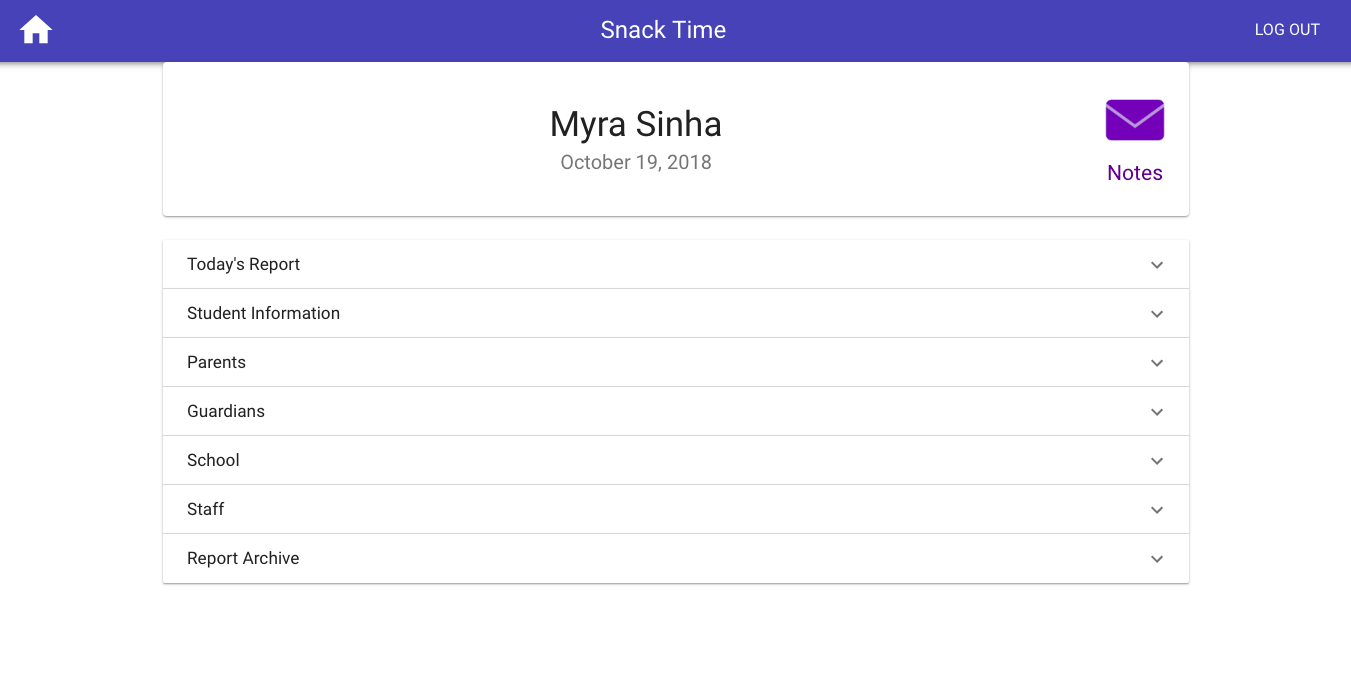 Snack Time
LOG OUT
Myra Sinha
October 19, 2018
Notes
Today's Report
Student Information
Parents
Guardians
School
Staff
Report Archive